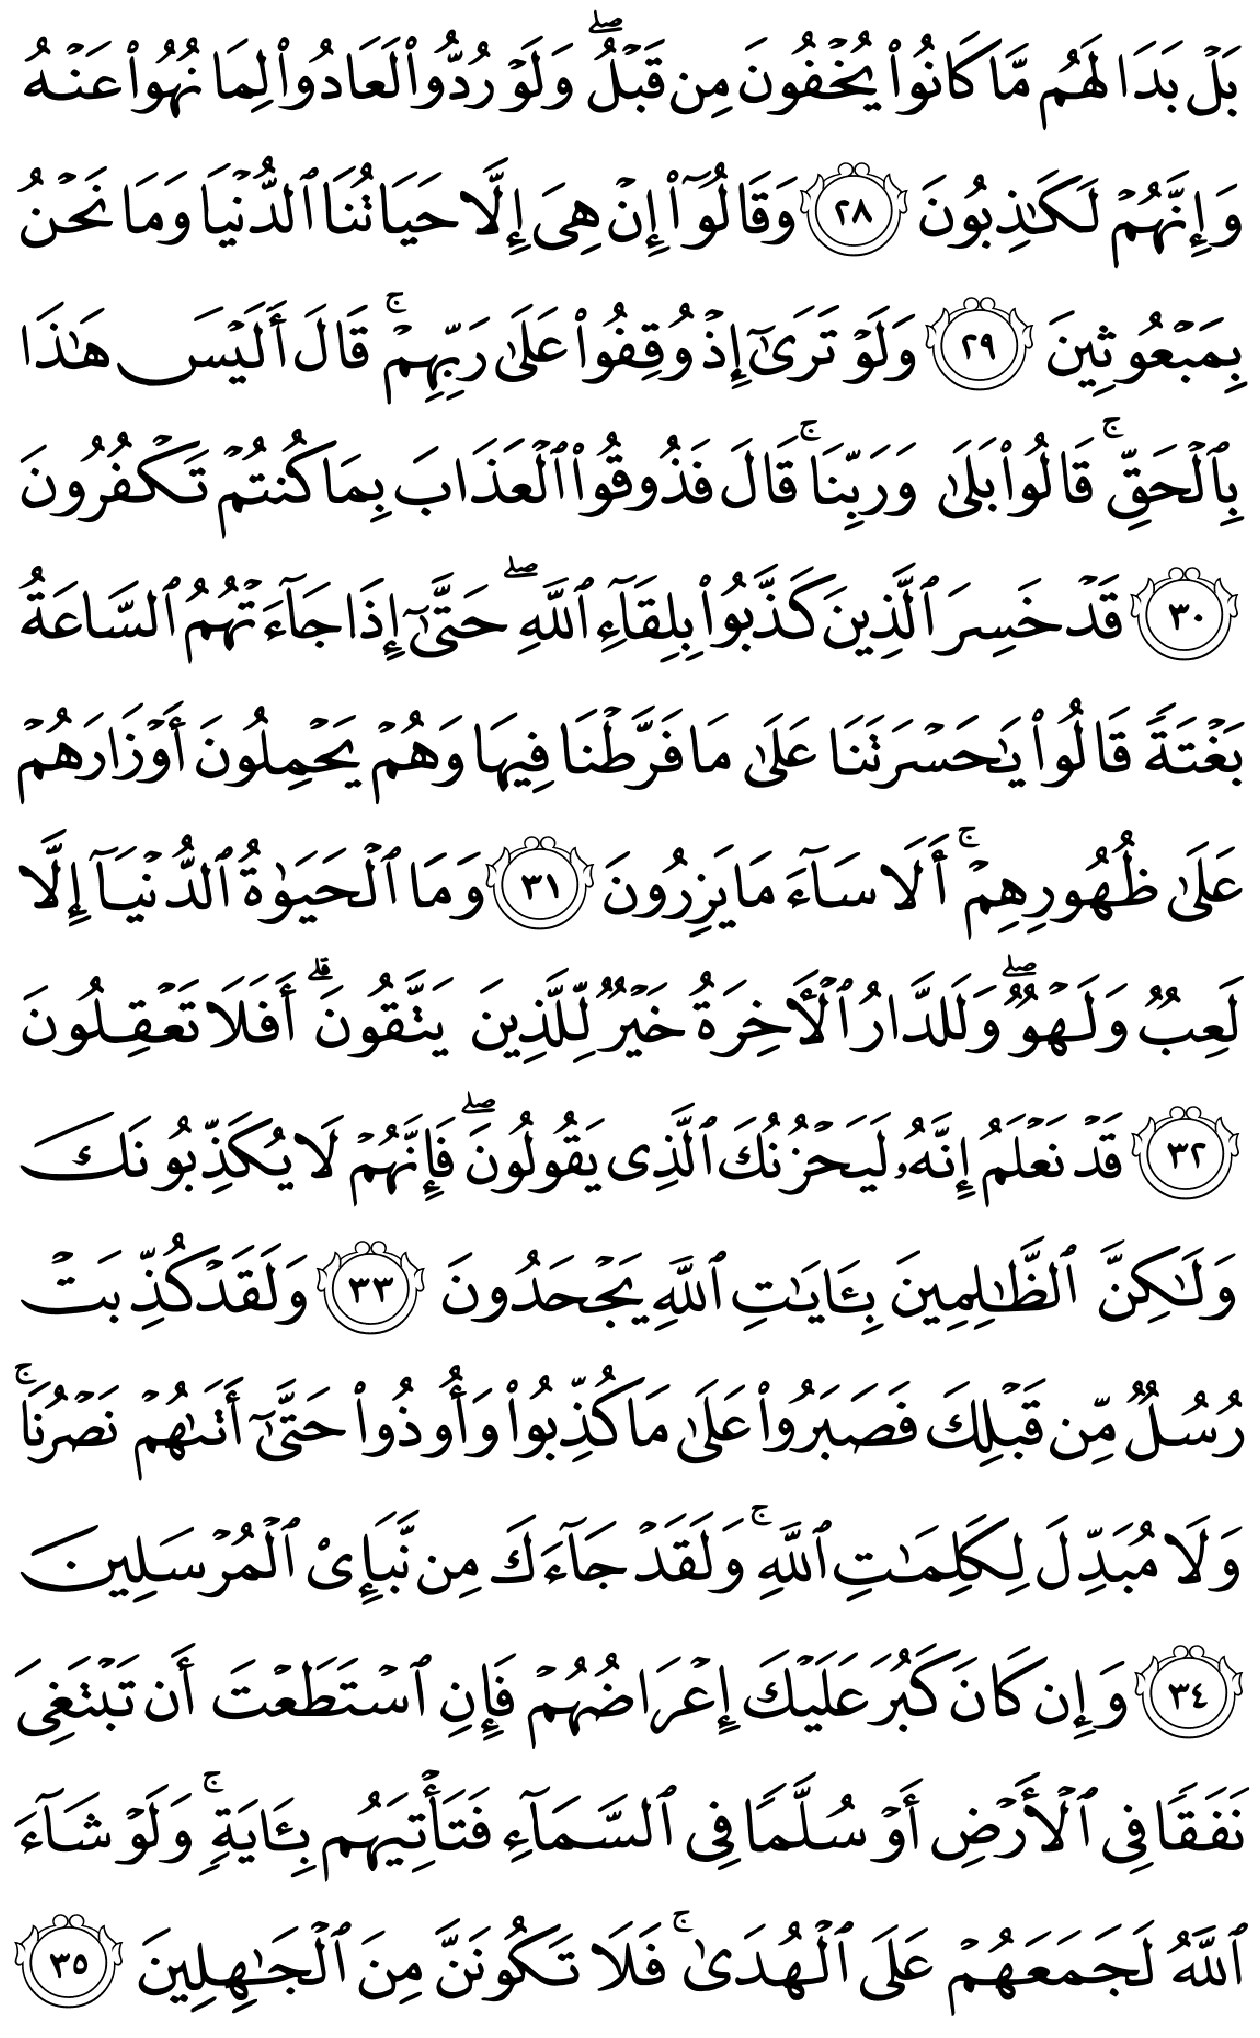 بَلۡ بَدَا لَهُم مَّا كَانُواْ يُخۡفُونَ مِن قَبۡلُۖ وَلَوۡ رُدُّواْ لَعَادُواْ لِمَا نُهُواْ عَنۡهُ
وَإِنَّهُمۡ لَكَٰذِبُونَ ٢٨ وَقَالُوٓاْ إِنۡ هِيَ إِلَّا حَيَاتُنَا ٱلدُّنۡيَا وَمَا نَحۡنُ
بِمَبۡعُوثِينَ ٢٩ وَلَوۡ تَرَىٰٓ إِذۡ وُقِفُواْ عَلَىٰ رَبِّهِمۡۚ قَالَ أَلَيۡسَ هَٰذَا
بِٱلۡحَقِّۚ قَالُواْ بَلَىٰ وَرَبِّنَاۚ قَالَ فَذُوقُواْ ٱلۡعَذَابَ بِمَا كُنتُمۡ تَكۡفُرُونَ
٣٠ قَدۡ خَسِرَ ٱلَّذِينَ كَذَّبُواْ بِلِقَآءِ ٱللَّهِۖ حَتَّىٰٓ إِذَا جَآءَتۡهُمُ ٱلسَّاعَةُ
بَغۡتَةٗ قَالُواْ يَٰحَسۡرَتَنَا عَلَىٰ مَا فَرَّطۡنَا فِيهَا وَهُمۡ يَحۡمِلُونَ أَوۡزَارَهُمۡ
عَلَىٰ ظُهُورِهِمۡۚ أَلَا سَآءَ مَا يَزِرُونَ ٣١ وَمَا ٱلۡحَيَوٰةُ ٱلدُّنۡيَآ إِلَّا
لَعِبٞ وَلَهۡوٞۖ وَلَلدَّارُ ٱلۡأٓخِرَةُ خَيۡرٞ لِّلَّذِينَ يَتَّقُونَۚ أَفَلَا تَعۡقِلُونَ
٣٢ قَدۡ نَعۡلَمُ إِنَّهُۥ لَيَحۡزُنُكَ ٱلَّذِي يَقُولُونَۖ فَإِنَّهُمۡ لَا يُكَذِّبُونَكَ
وَلَٰكِنَّ ٱلظَّٰلِمِينَ بِـَٔايَٰتِ ٱللَّهِ يَجۡحَدُونَ ٣٣ وَلَقَدۡ كُذِّبَتۡ
رُسُلٞ مِّن قَبۡلِكَ فَصَبَرُواْ عَلَىٰ مَا كُذِّبُواْ وَأُوذُواْ حَتَّىٰٓ أَتَىٰهُمۡ نَصۡرُنَاۚ
وَلَا مُبَدِّلَ لِكَلِمَٰتِ ٱللَّهِۚ وَلَقَدۡ جَآءَكَ مِن نَّبَإِيْ ٱلۡمُرۡسَلِينَ
٣٤ وَإِن كَانَ كَبُرَ عَلَيۡكَ إِعۡرَاضُهُمۡ فَإِنِ ٱسۡتَطَعۡتَ أَن تَبۡتَغِيَ
نَفَقٗا فِي ٱلۡأَرۡضِ أَوۡ سُلَّمٗا فِي ٱلسَّمَآءِ فَتَأۡتِيَهُم بِـَٔايَةٖۚ وَلَوۡ شَآءَ
ٱللَّهُ لَجَمَعَهُمۡ عَلَى ٱلۡهُدَىٰۚ فَلَا تَكُونَنَّ مِنَ ٱلۡجَٰهِلِينَ ٣٥